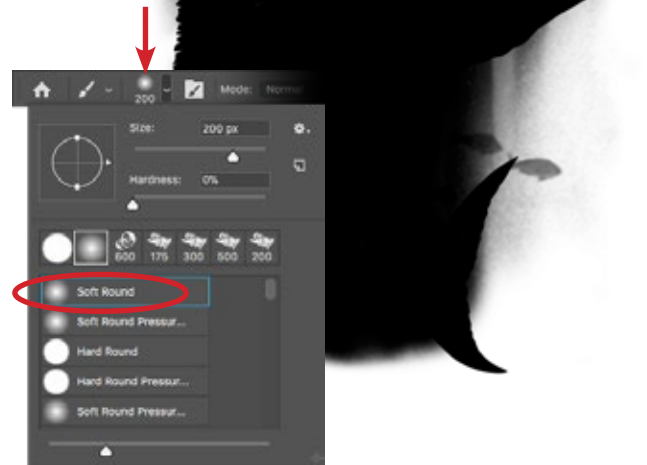 200 Mode: Normal
Size: 200 px
Hardness: 0%
600 175 300 500 200
Soft Round
Soft Round Pressur...
Hard Round
Hard Round Pressur...
Soft Round Pressur...